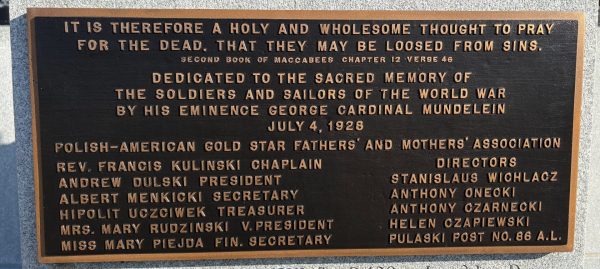 IT IS THEREFORE A HOLY AND WHOLESOME THOUGHT TO PRAY
FOR THE DEAD, THAT THEY MAY BE LOOSED FROM SINS.
SECOND BOOK OF MACCABEES CHAPTER 12 VERSE 46
DEDICATED TO THE SACRED MEMORY OF
THE SOLDIERS AND SAILORS OF THE WORLD WAR
BY HIS EMINENCE GEORGE CARDINAL MUNDELEIN
JULY 4, 1928
POLISH-AMERICAN GOLD STAR FATHERS' AND MOTHERS' ASSOCIATION
REV. FRANCIS KULINSKI CHAPLAIN
ANDREW DULSKI PRESIDENT
ALBERT MENKICKI SECRETARY
HIPOLIT UCZCIWEK TREASURER
MRS. MARY RUDZINSKI V. PRESIDENT
MISS MARY PIEJDA FIN. SECRETARY
DIRECTORS
STANISLAUS WICHLACZ
ANTHONY ONECKI
ANTHONY CZARNECKI
HELEN CZAPIEWSKI
PULASKI POST NO. 86 A.L.